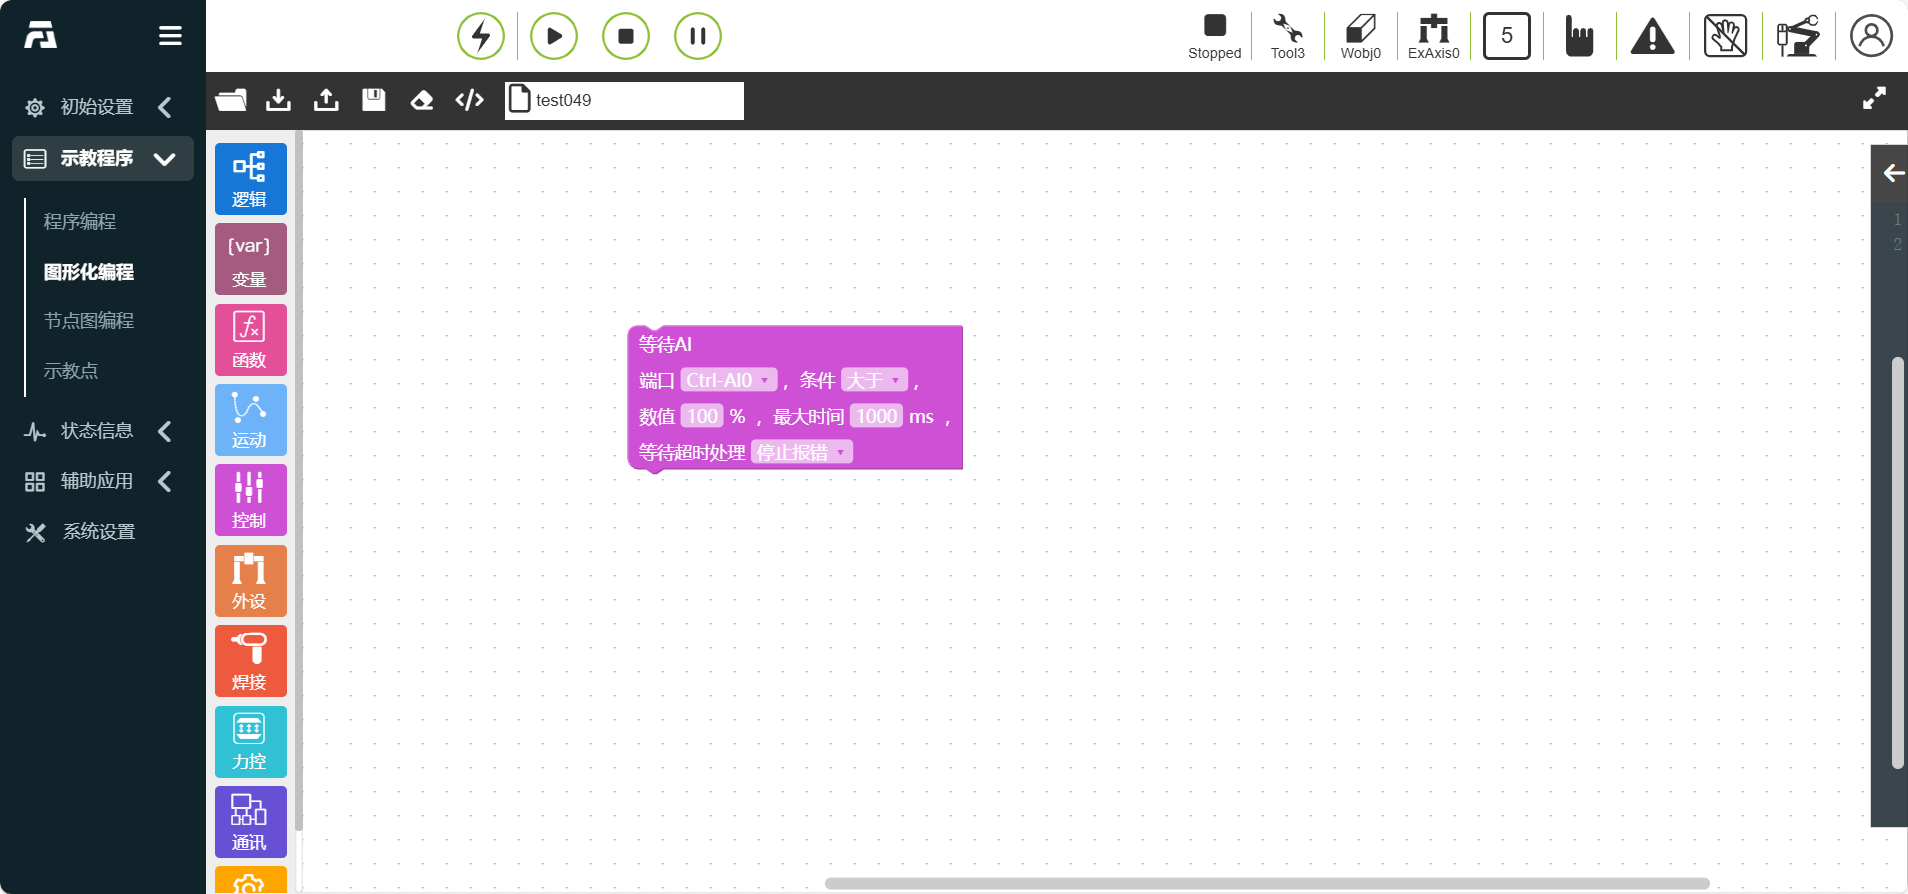 Stopped
Tool3
Wobj0
ExAxis0
5
test049
初始设置
示教程序
程序编程
图形化编程
节点图编程
示教点
状态信息
辅助应用
系统设置
逻辑
{var}
变量
fx
函数
运动
控制
外设
焊接
力控
通讯
等待AI
端口 Ctrl-AI0 ，条件 大于 ，
数值 100 % ，最大时间 1000 ms ，
等待超时处理 停止报错
1
2